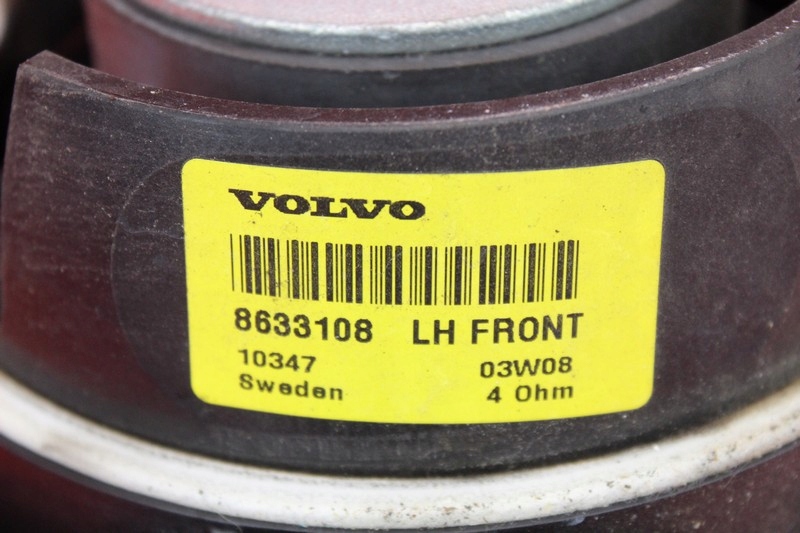 VOLVO
8633108 LH FRONT
10347 03W08
Sweden 4 Ohm